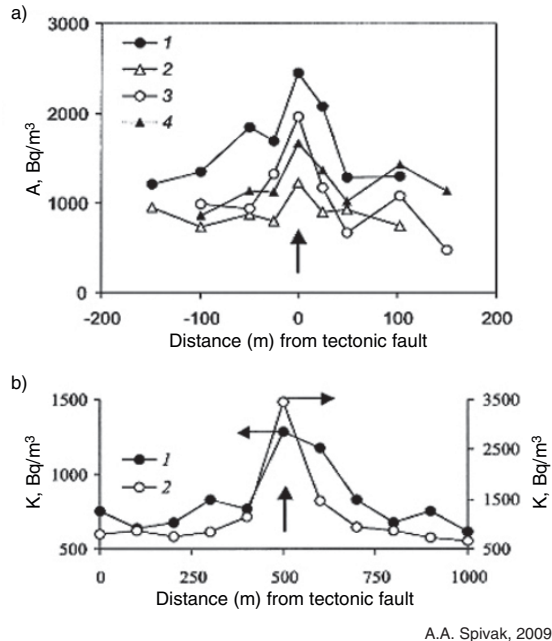 a)
3000
2000
1000
0
A, Bq/m³
1
2
3
4
-200 -100 0 100 200
Distance (m) from tectonic fault
b)
1500
1000
500
K, Bq/m³
1
2
3500
2500
1500
500
K, Bq/m³
0 250 500 750 1000
Distance (m) from tectonic fault
A.A. Spivak, 2009